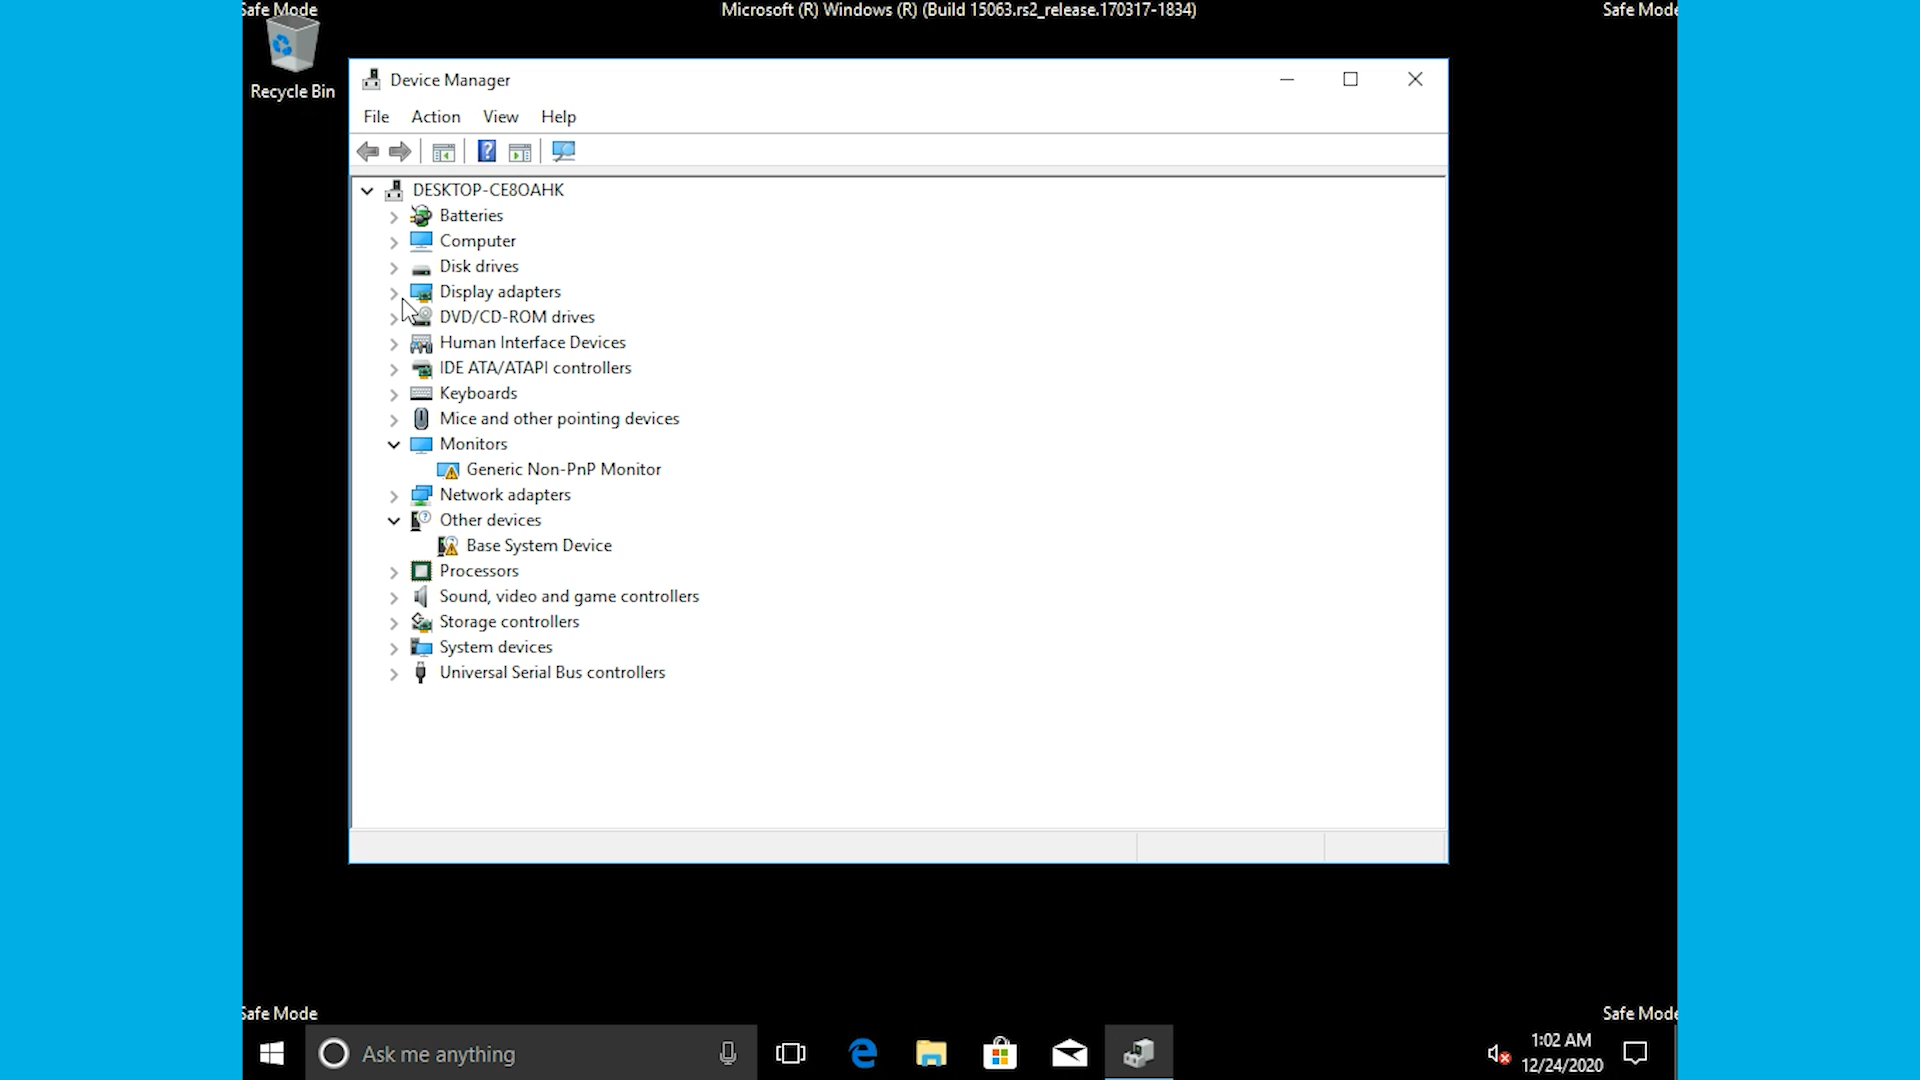 Safe Mode
Microsoft (R) Windows (R) (Build 15063.rs2_release.170317-1834)
Safe Mode
Recycle Bin
Device Manager
File Action View Help
DESKTOP-CE8OAHK
Batteries
Computer
Disk drives
Display adapters
DVD/CD-ROM drives
Human Interface Devices
IDE ATA/ATAPI controllers
Keyboards
Mice and other pointing devices
Monitors
Generic Non-PnP Monitor
Network adapters
Other devices
Base System Device
Processors
Sound, video and game controllers
Storage controllers
System devices
Universal Serial Bus controllers
Safe Mode
Safe Mode
Ask me anything
1:02 AM
12/24/2020